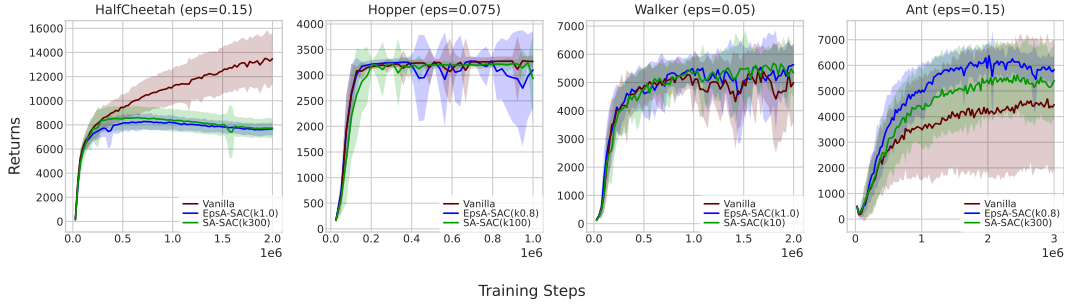 HalfCheetah (eps=0.15)
Hopper (eps=0.075)
Walker (eps=0.05)
Ant (eps=0.15)
Returns
16000
14000
12000
10000
8000
6000
4000
2000
0
0.0 0.5 1.0 1.5 2.0
1e6
Vanilla
EpsA-SAC(k1.0)
SA-SAC(k300)
4000
3500
3000
2500
2000
1500
1000
500
0
0.0 0.2 0.4 0.6 0.8 1.0
1e6
Vanilla
EpsA-SAC(k0.8)
SA-SAC(k100)
7000
6000
5000
4000
3000
2000
1000
0
0.0 0.5 1.0 1.5 2.0
1e6
Vanilla
EpsA-SAC(k1.0)
SA-SAC(k10)
7000
6000
5000
4000
3000
2000
1000
0
0 1 2 3
1e6
Vanilla
EpsA-SAC(k0.8)
SA-SAC(k300)
Training Steps